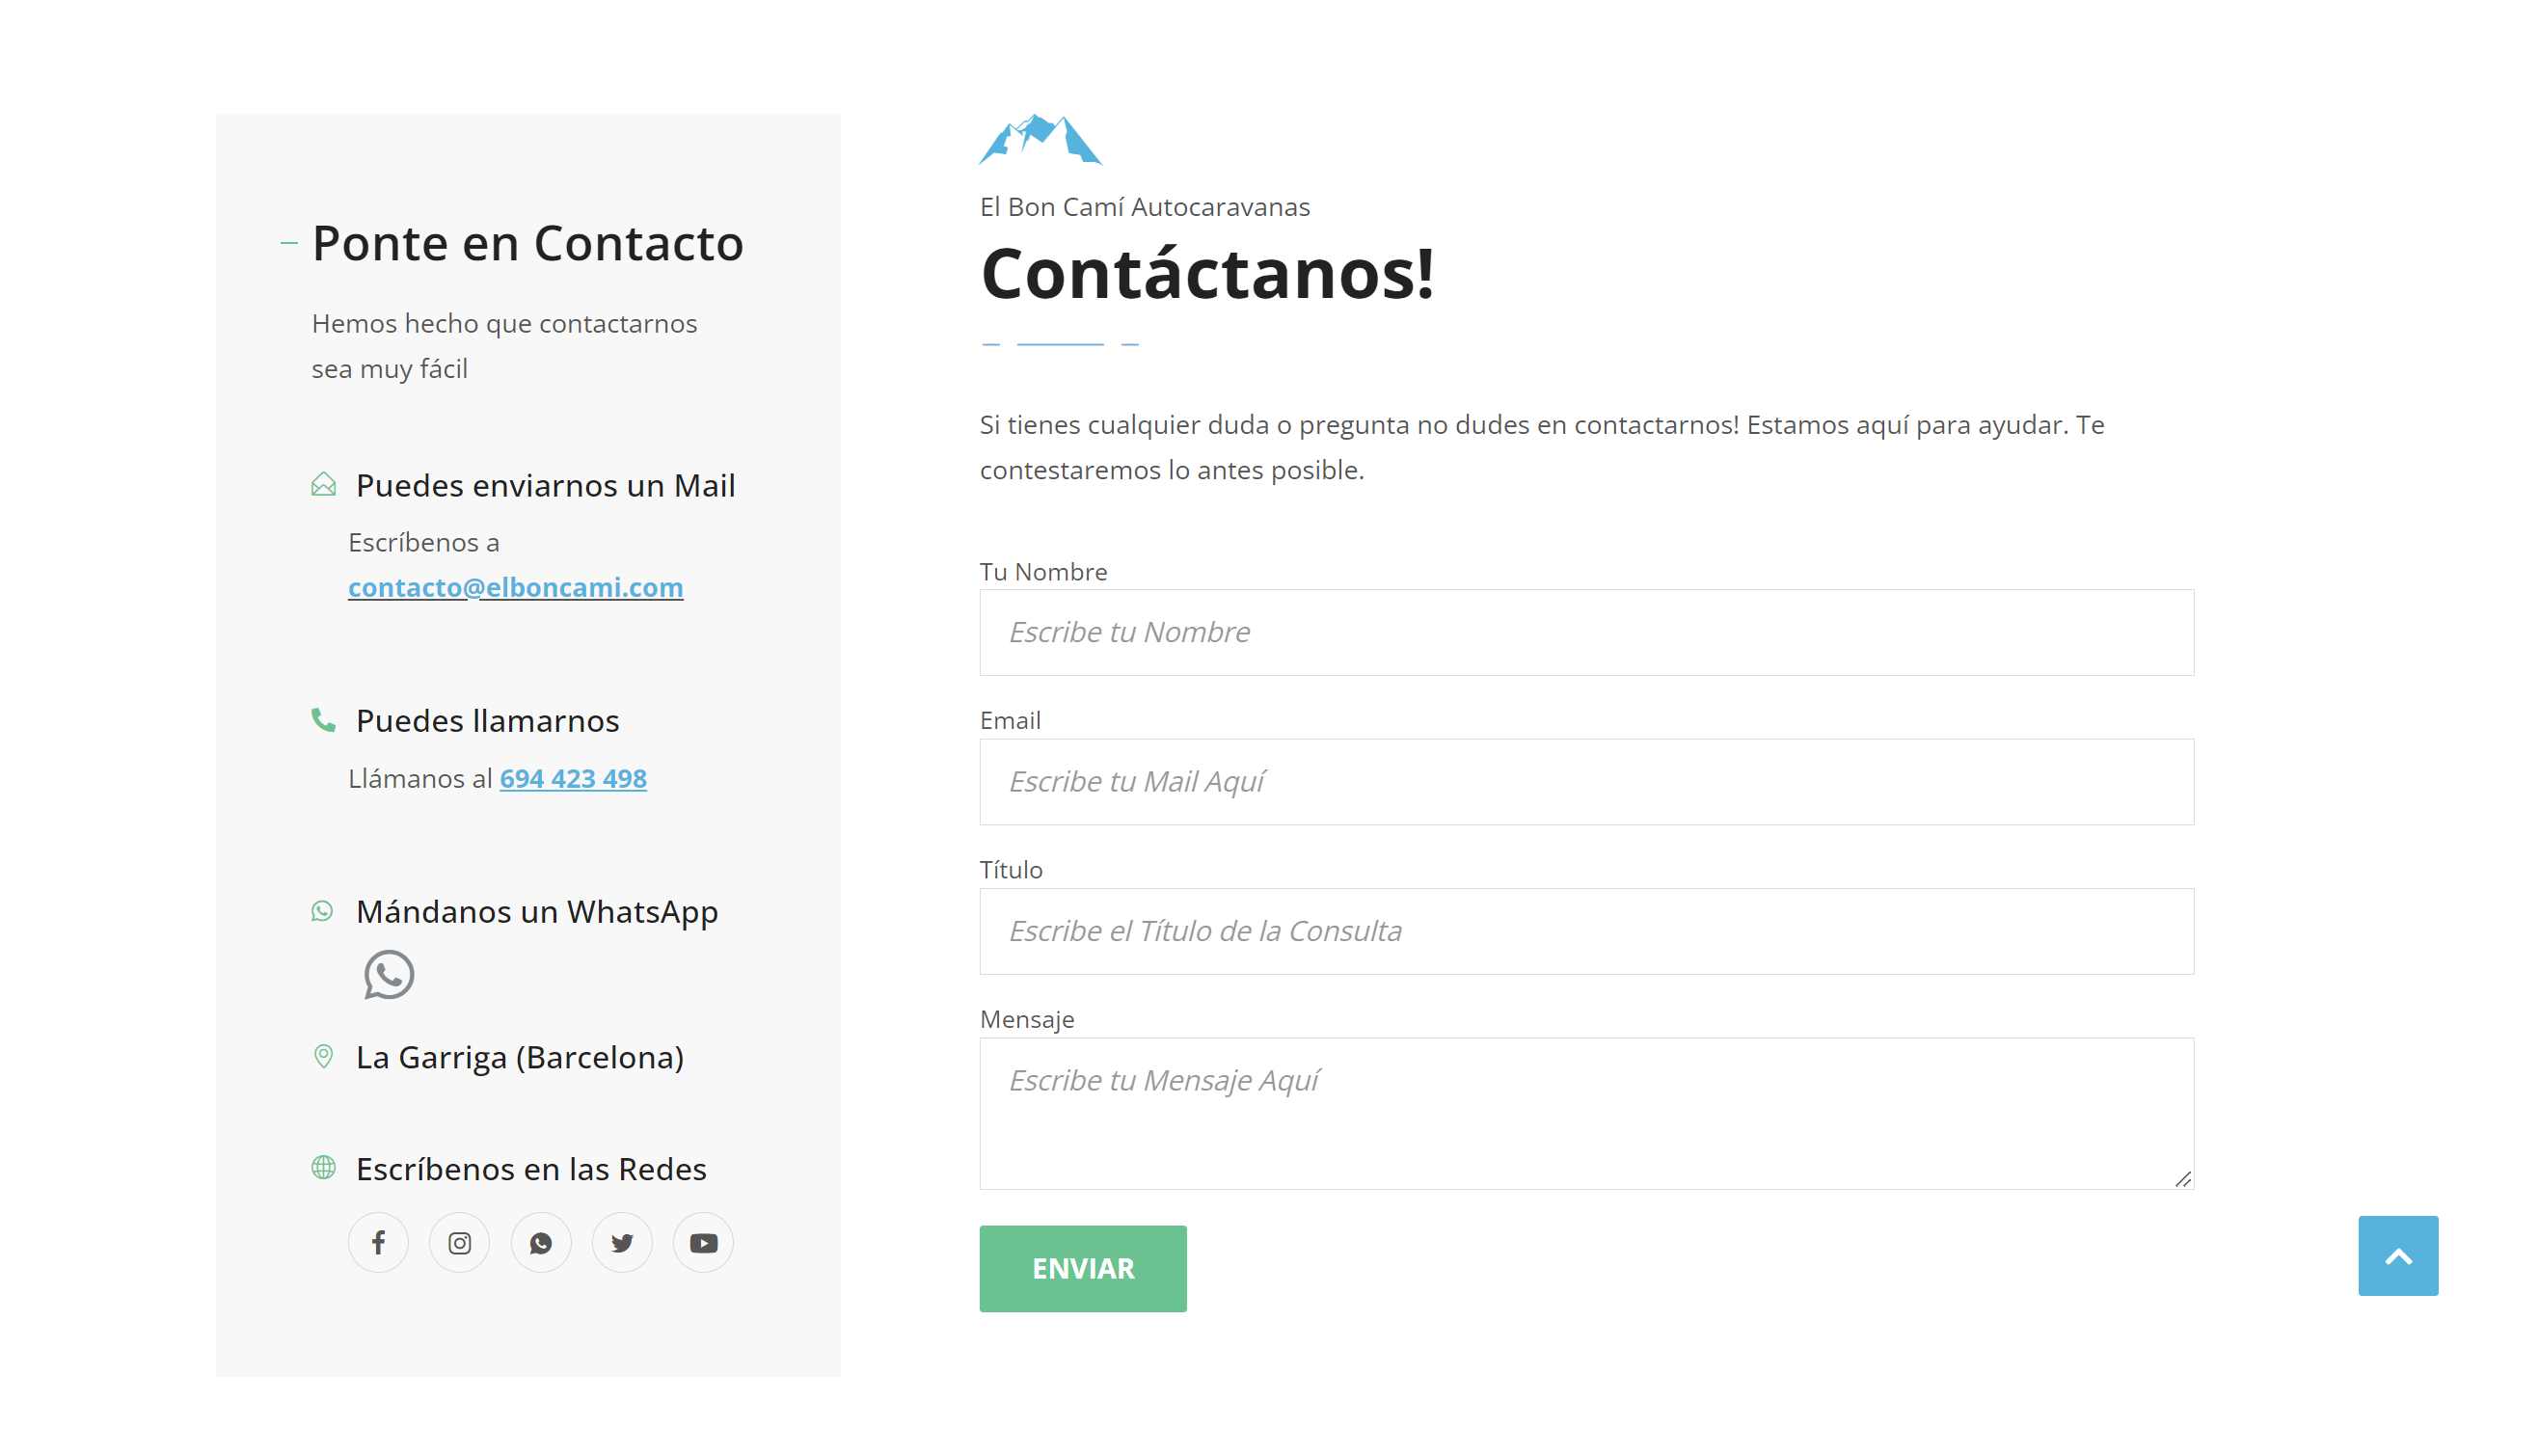 Ponte en Contacto
Hemos hecho que contactarnos
sea muy fácil
Puedes enviarnos un Mail
Escríbenos a
contacto@elboncami.com
Puedes llamarnos
Llámanos al 694 423 498
Mándanos un WhatsApp
La Garriga (Barcelona)
Escríbenos en las Redes
El Bon Camí Autocaravanas
Contáctanos!
Si tienes cualquier duda o pregunta no dudes en contactarnos! Estamos aquí para ayudar. Te
contestaremos lo antes posible.
Tu Nombre
Escribe tu Nombre
Email
Escribe tu Mail Aquí
Título
Escribe el Título de la Consulta
Mensaje
Escribe tu Mensaje Aquí
ENVIAR